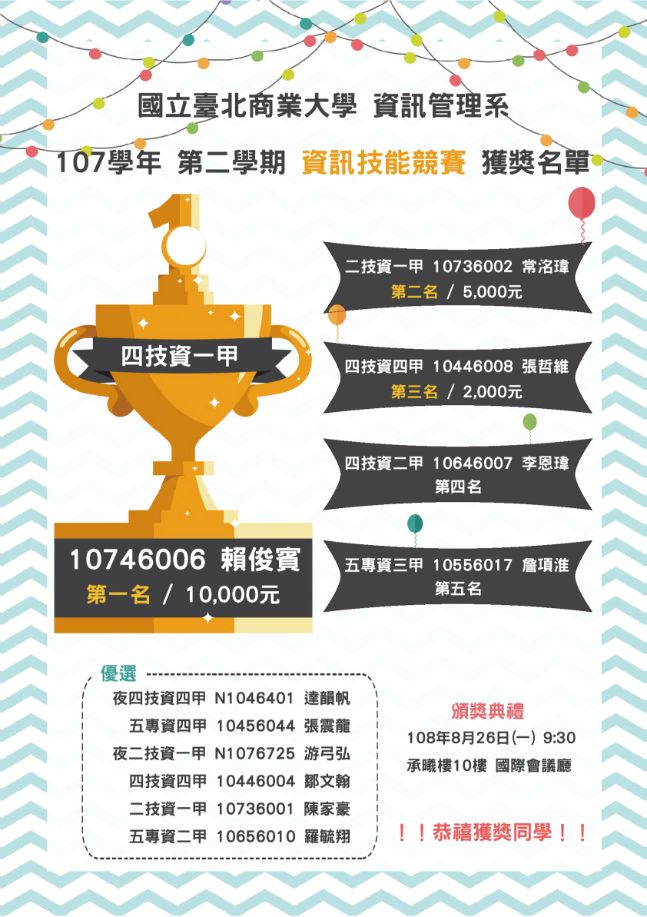 國立臺北商業大學 資訊管理系
107學年 第二學期 資訊技能競賽 獲獎名單
1
四技資一甲
10746006 賴俊賓
第一名 / 10,000元
二技資一甲 10736002 常洺瑋
第二名 / 5,000元
四技資四甲 10446008 張哲維
第三名 / 2,000元
四技資二甲 10646007 李恩瑋
第四名
五專資三甲 10556017 詹項淮
第五名
優選
夜四技資四甲 N1046401 達韻帆
五專資四甲 10456044 張震龍
夜二技資一甲 N1076725 游弓弘
四技資四甲 10446004 鄒文翰
二技資一甲 10736001 陳家豪
五專資二甲 10656010 羅毓翔
頒獎典禮
108年8月26日(一) 9:30
承曦樓10樓 國際會議廳
！！恭禧獲獎同學！！